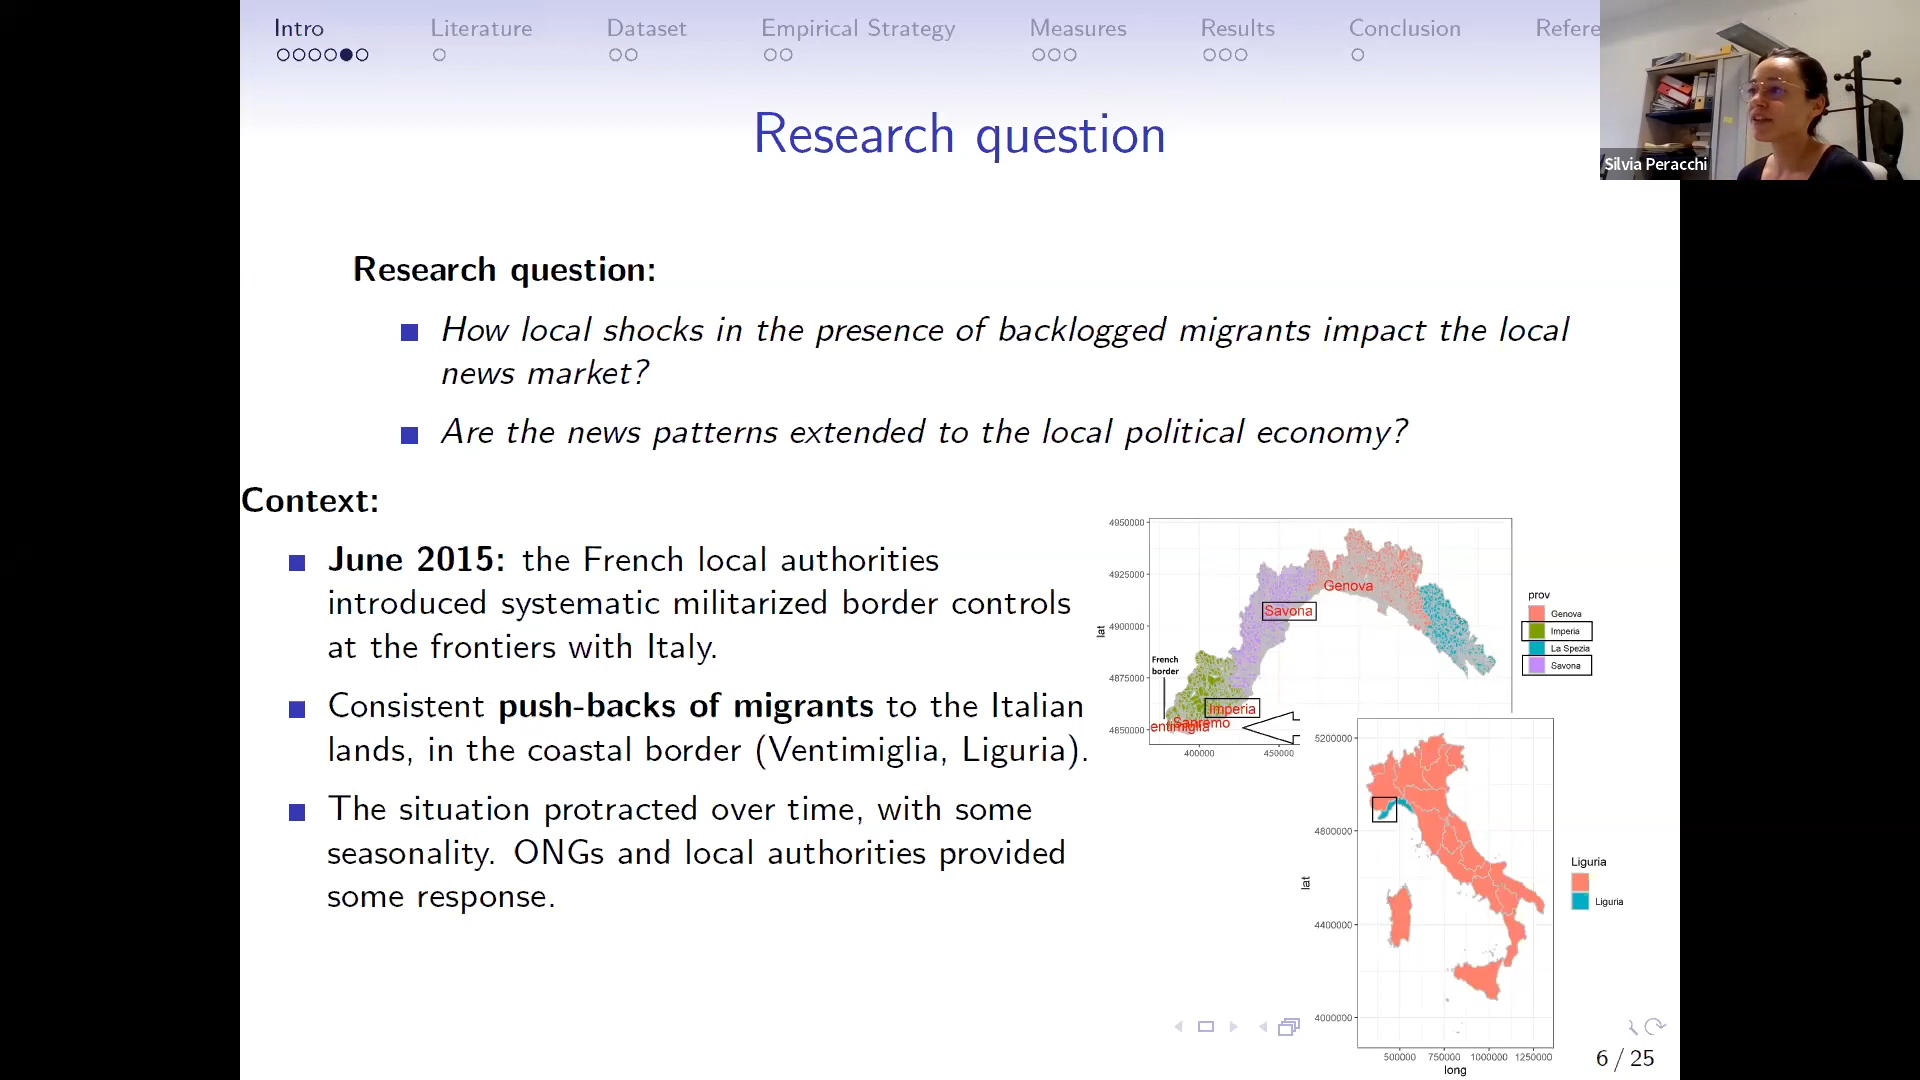 Intro Literature Dataset Empirical Strategy Measures Results Conclusion Refere
Silvia Peracchi
Research question
Research question:
How local shocks in the presence of backlogged migrants impact the local
news market?
Are the news patterns extended to the local political economy?
Context:
June 2015: the French local authorities
introduced systematic militarized border controls
at the frontiers with Italy.
Consistent push-backs of migrants to the Italian
lands, in the coastal border (Ventimiglia, Liguria).
The situation protracted over time, with some
seasonality. ONGs and local authorities provided
some response.
4950000
4925000
4900000
4875000
4850000
lat
400000 450000
Genova
Savona
French
border
Imperia
Sanremo
entimiglia
prov
Genova
Imperia
La Spezia
Savona
5200000
4800000
4400000
4000000
lat
500000 750000 1000000 1250000
long
Liguria
Liguria
6 / 25